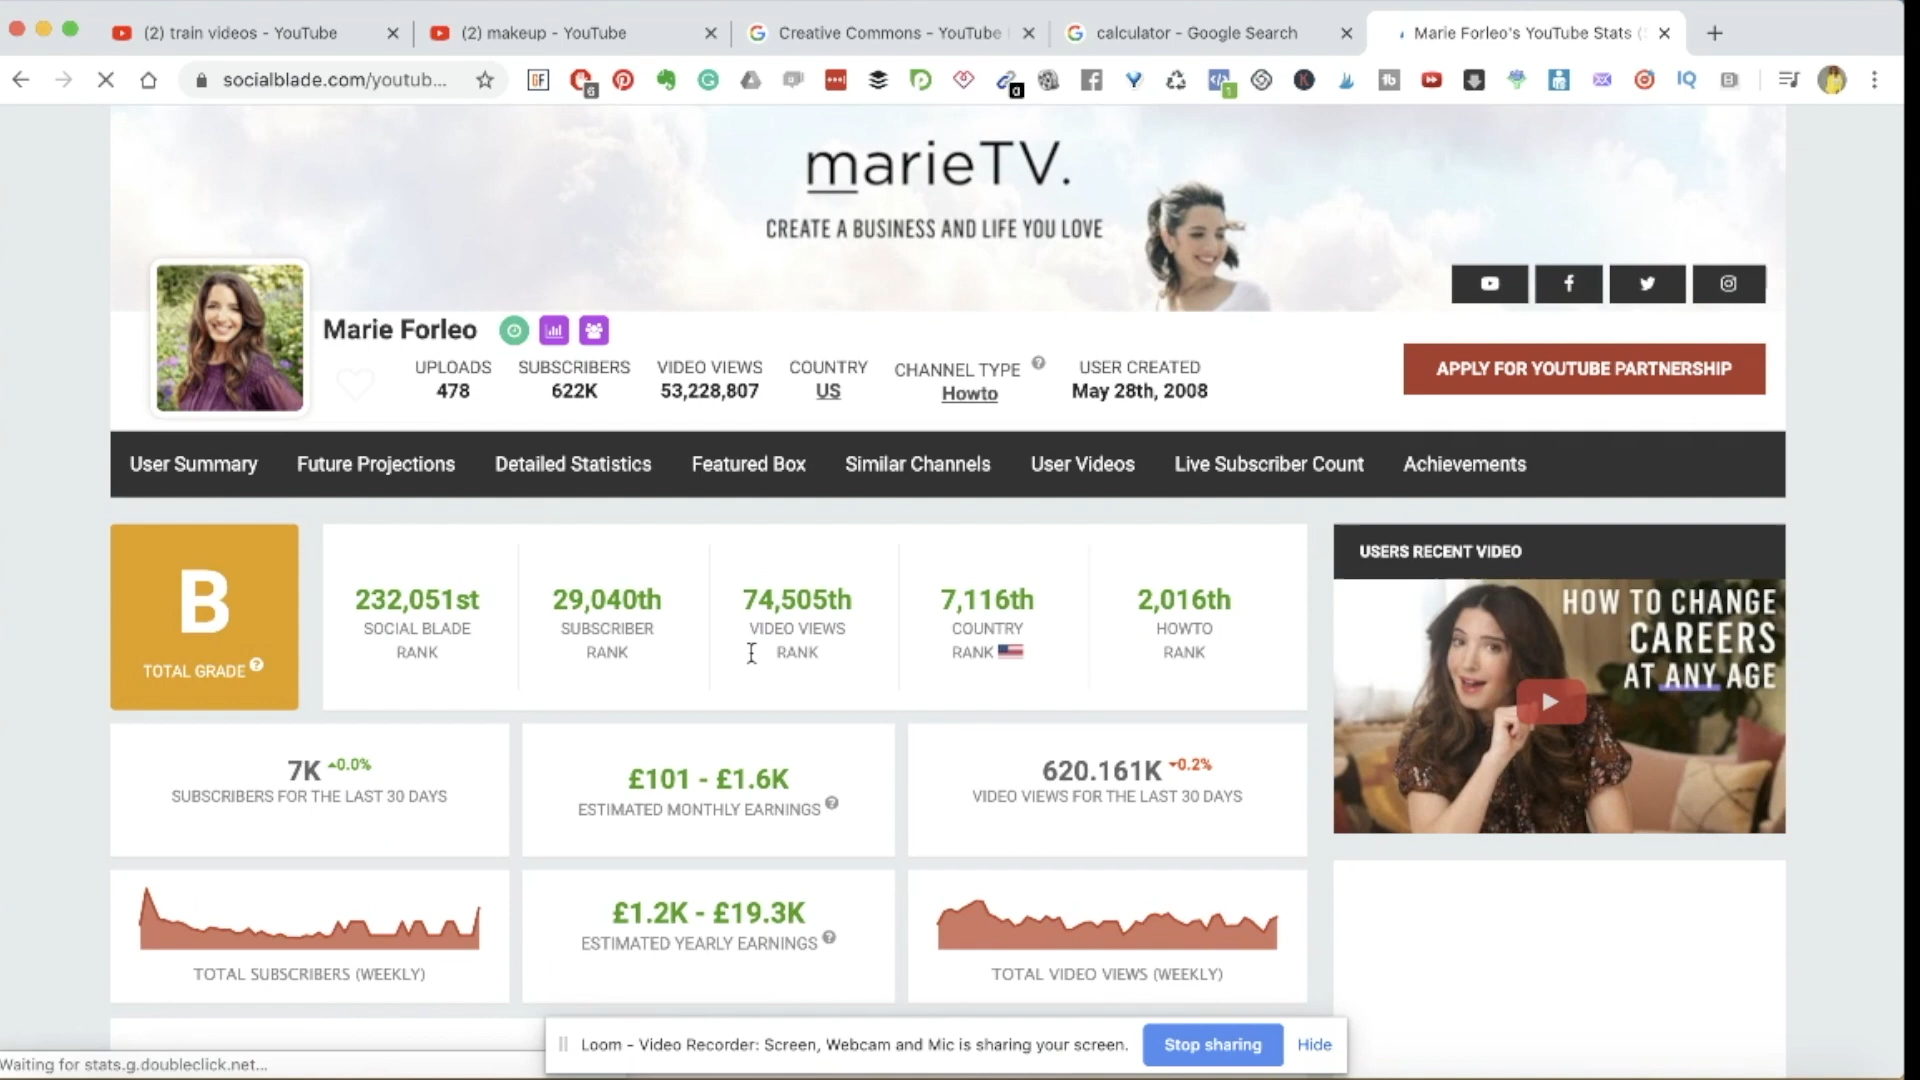 (2) train videos - YouTube
(2) makeup - YouTube
Creative Commons - YouTube
calculator - Google Search
Marie Forleo's YouTube Stats (
socialblade.com/youtub...
marieTV.
CREATE A BUSINESS AND LIFE YOU LOVE
Marie Forleo
UPLOADS SUBSCRIBERS VIDEO VIEWS COUNTRY CHANNEL TYPE USER CREATED
478 622K 53,228,807 US Howto May 28th, 2008
APPLY FOR YOUTUBE PARTNERSHIP
User Summary Future Projections Detailed Statistics Featured Box Similar Channels User Videos Live Subscriber Count Achievements
B
TOTAL GRADE
232,051st
SOCIAL BLADE
RANK
29,040th
SUBSCRIBER
RANK
74,505th
VIDEO VIEWS
RANK
7,116th
COUNTRY
RANK
2,016th
HOWTO
RANK
USERS RECENT VIDEO
HOW TO CHANGE
CAREERS
AT ANY AGE
7K 0.0%
SUBSCRIBERS FOR THE LAST 30 DAYS
£101 - £1.6K
ESTIMATED MONTHLY EARNINGS
620.161K 0.2%
VIDEO VIEWS FOR THE LAST 30 DAYS
TOTAL SUBSCRIBERS (WEEKLY)
£1.2K - £19.3K
ESTIMATED YEARLY EARNINGS
TOTAL VIDEO VIEWS (WEEKLY)
Loom - Video Recorder: Screen, Webcam and Mic is sharing your screen.
Stop sharing
Hide
Waiting for stats.g.doubleclick.net...